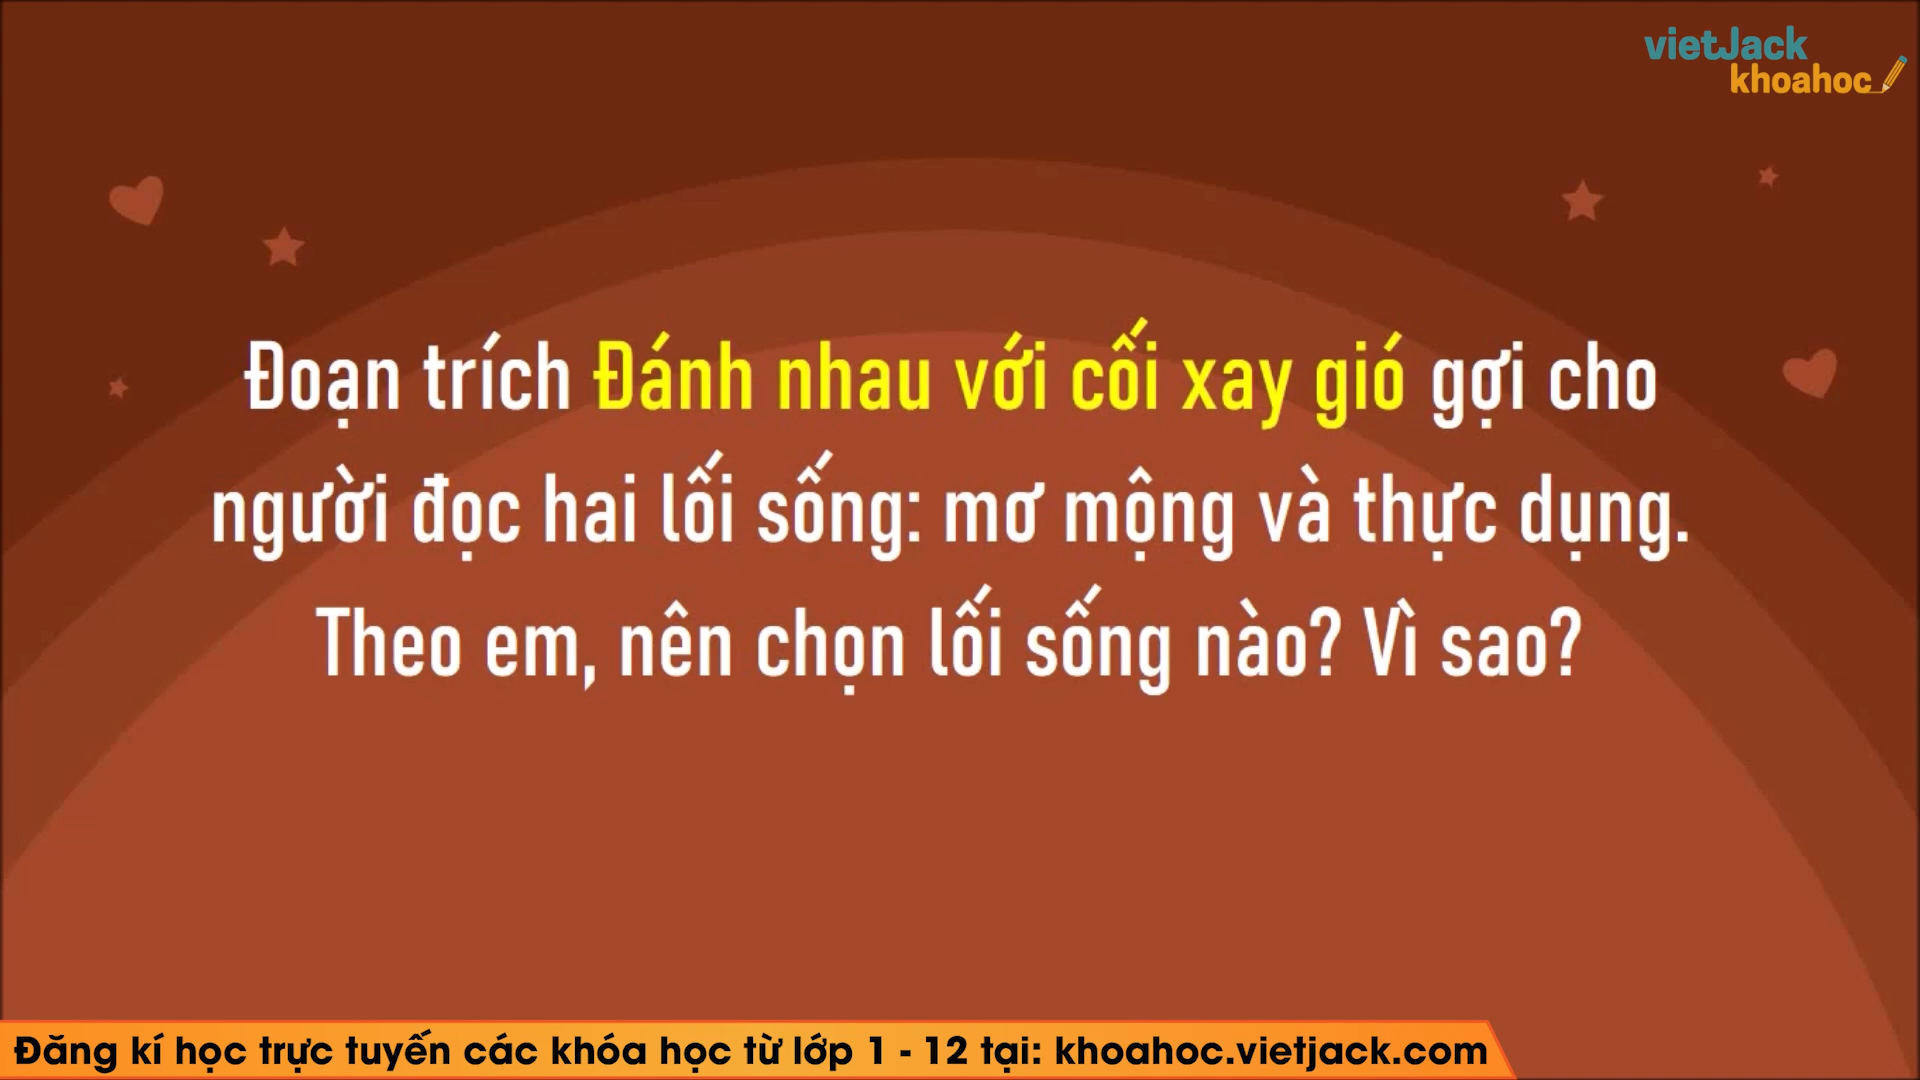 vietJack
khoahoc
Đoạn trích Đánh nhau với cối xay gió gợi cho
người đọc hai lối sống: mơ mộng và thực dụng.
Theo em, nên chọn lối sống nào? Vì sao?
Đăng kí học trực tuyến các khóa học từ lớp 1 - 12 tại: khoahoc.vietjack.com